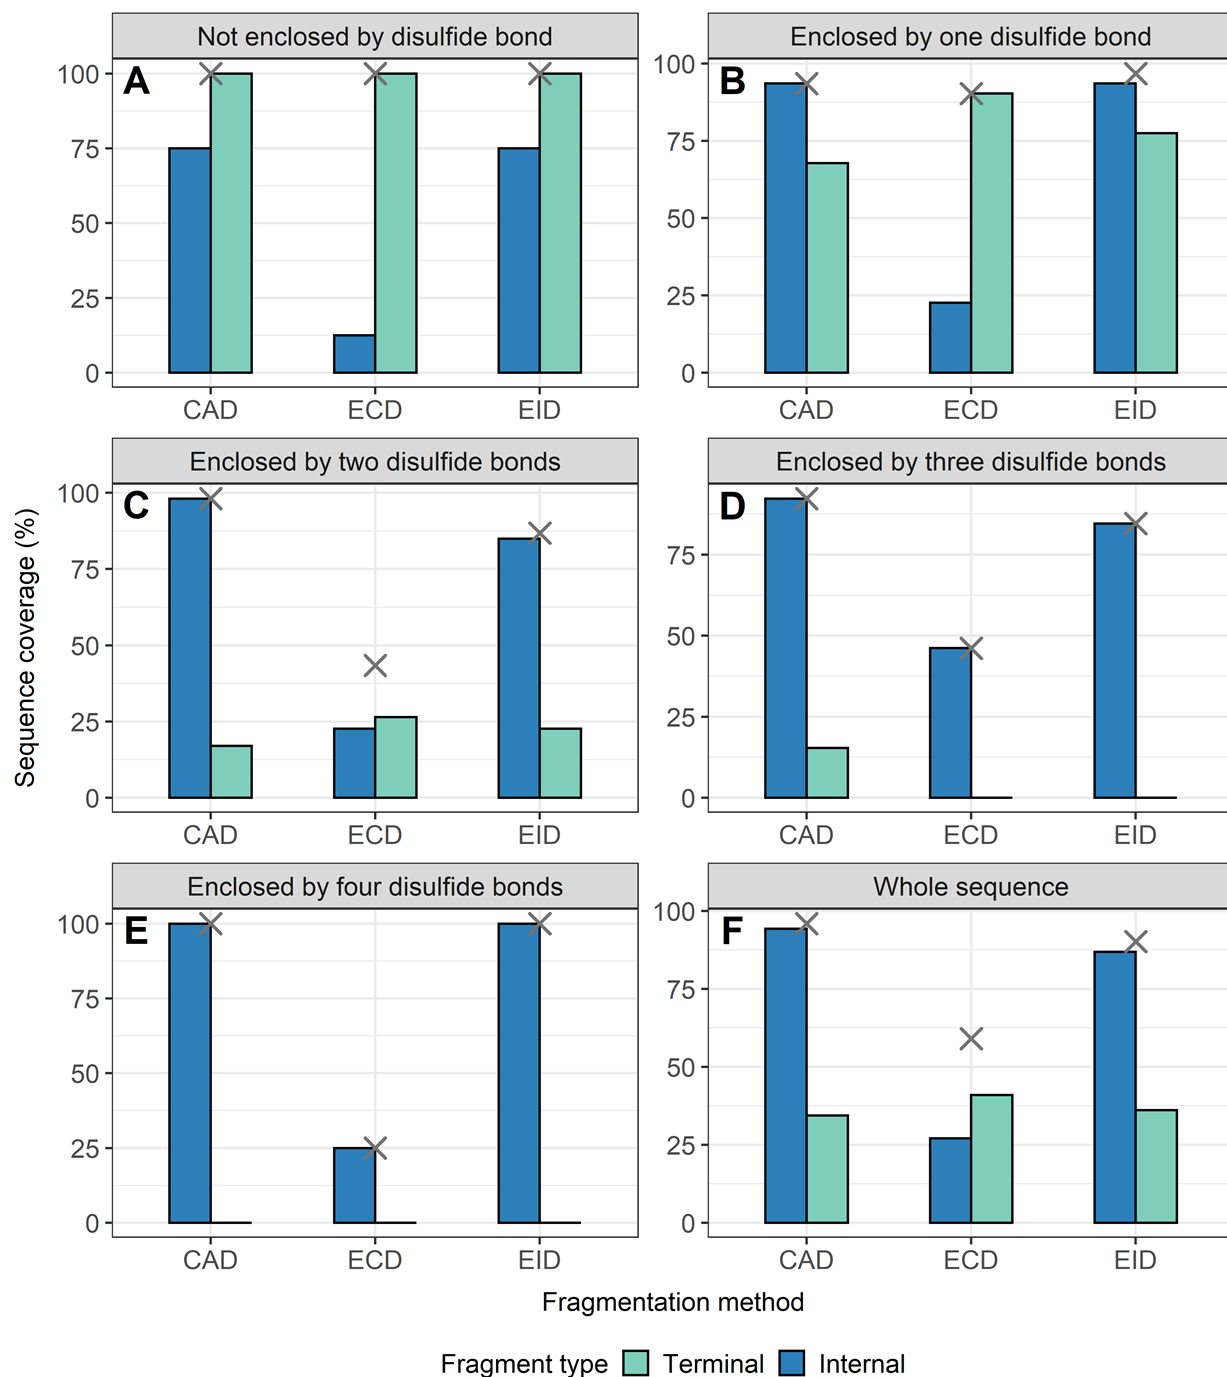 Not enclosed by disulfide bond
A
100
75
50
25
0
CAD ECD EID
Enclosed by one disulfide bond
B
100
75
50
25
0
CAD ECD EID
Enclosed by two disulfide bonds
C
100
75
50
25
0
CAD ECD EID
Enclosed by three disulfide bonds
D
75
50
25
0
CAD ECD EID
Enclosed by four disulfide bonds
E
100
75
50
25
0
CAD ECD EID
Whole sequence
F
100
75
50
25
0
CAD ECD EID
Sequence coverage (%)
Fragmentation method
Fragment type Terminal Internal